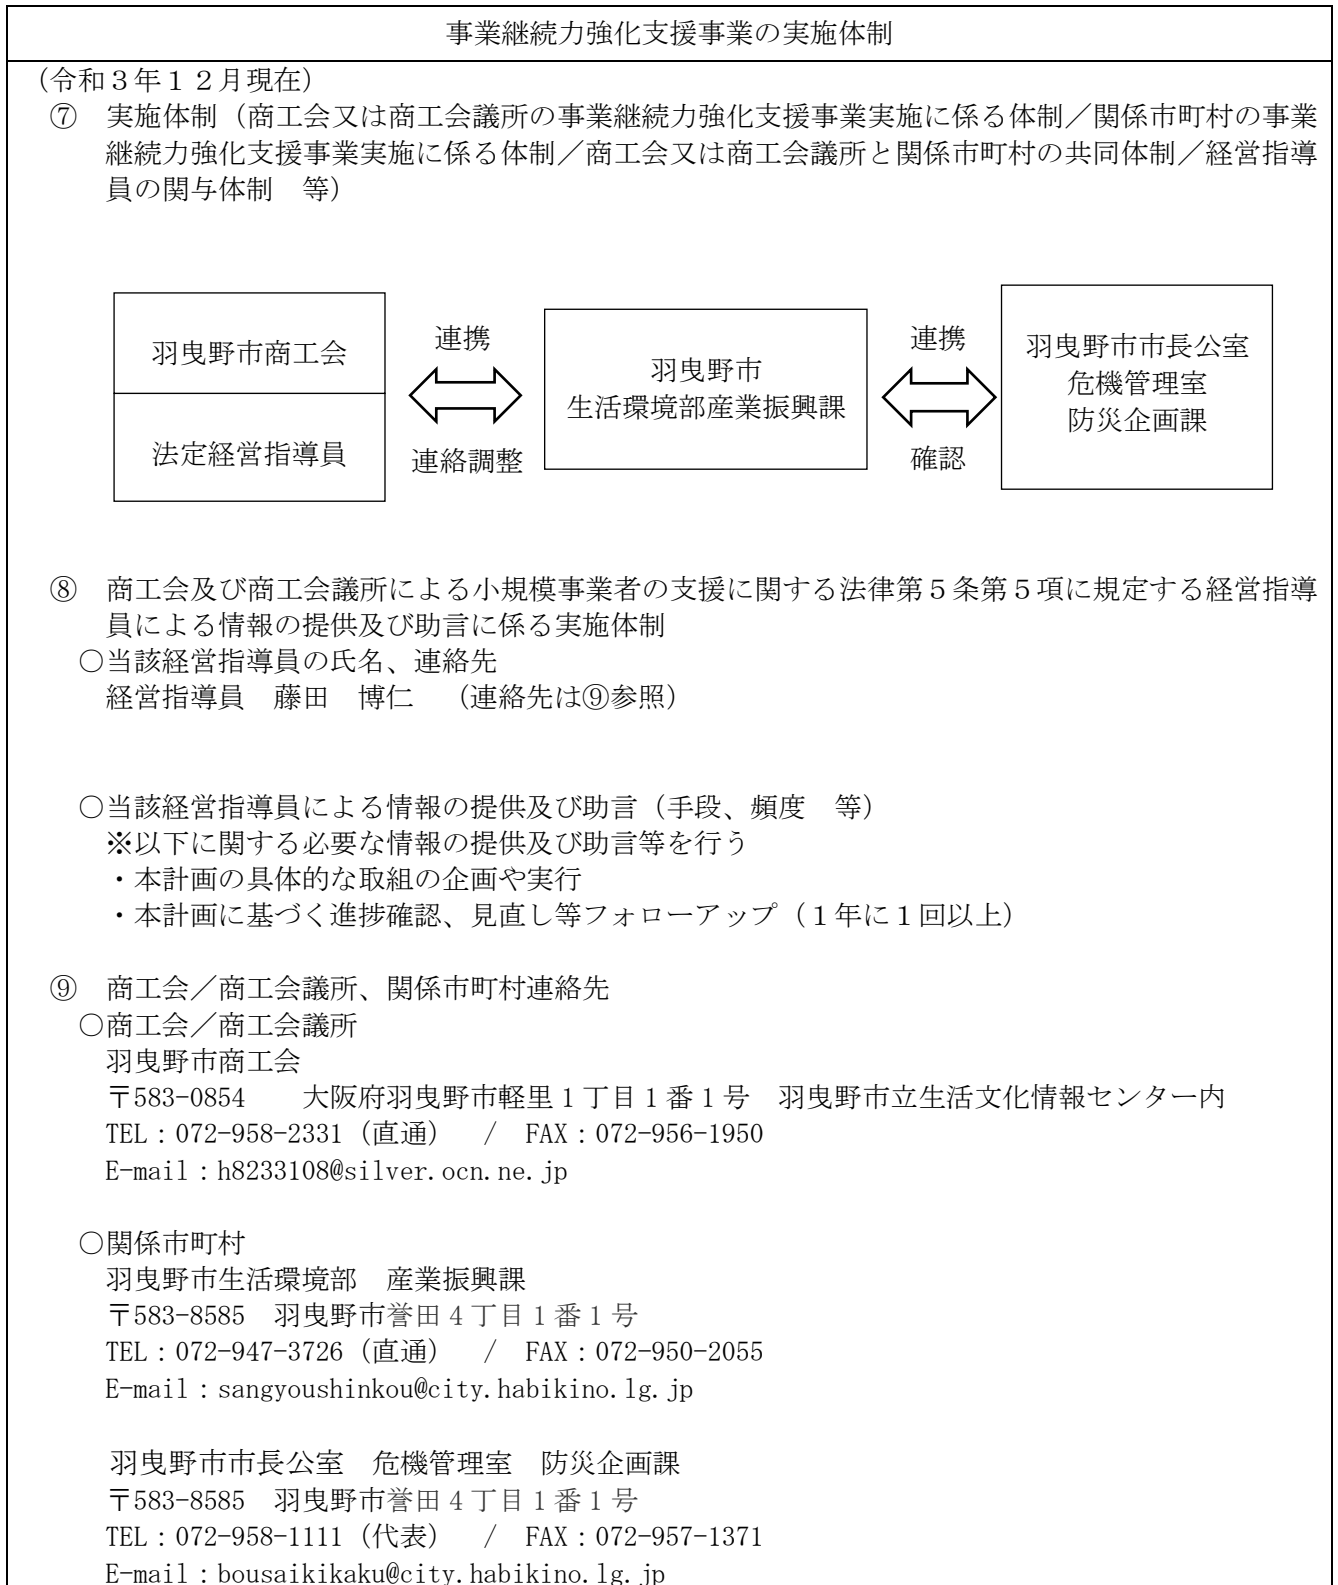 事業継続力強化支援事業の実施体制
（令和３年１２月現在）
⑦　実施体制（商工会又は商工会議所の事業継続力強化支援事業実施に係る体制／関係市町村の事業
継続力強化支援事業実施に係る体制／商工会又は商工会議所と関係市町村の共同体制／経営指導
員の関与体制　等）
羽曳野市商工会
法定経営指導員
連携
連絡調整
羽曳野市
生活環境部産業振興課
連携
確認
羽曳野市市長公室
危機管理室
防災企画課
⑧　商工会及び商工会議所による小規模事業者の支援に関する法律第５条第５項に規定する経営指導
員による情報の提供及び助言に係る実施体制
○当該経営指導員の氏名、連絡先
経営指導員　藤田　博仁　（連絡先は⑨参照）
○当該経営指導員による情報の提供及び助言（手段、頻度　等）
※以下に関する必要な情報の提供及び助言等を行う
・本計画の具体的な取組の企画や実行
・本計画に基づく進捗確認、見直し等フォローアップ（１年に１回以上）
⑨　商工会／商工会議所、関係市町村連絡先
○商工会／商工会議所
羽曳野市商工会
〒583-0854　　大阪府羽曳野市軽里１丁目１番１号　羽曳野市立生活文化情報センター内
TEL：072-958-2331（直通）　/　FAX：072-956-1950
E-mail：h8233108@silver.ocn.ne.jp
○関係市町村
羽曳野市生活環境部　産業振興課
〒583-8585　羽曳野市誉田４丁目１番１号
TEL：072-947-3726（直通）　/　FAX：072-950-2055
E-mail：sangyoushinkou@city.habikino.lg.jp
羽曳野市市長公室　危機管理室　防災企画課
〒583-8585　羽曳野市誉田４丁目１番１号
TEL：072-958-1111（代表）　/　FAX：072-957-1371
E-mail：bousaikikaku@city.habikino.lg.jp